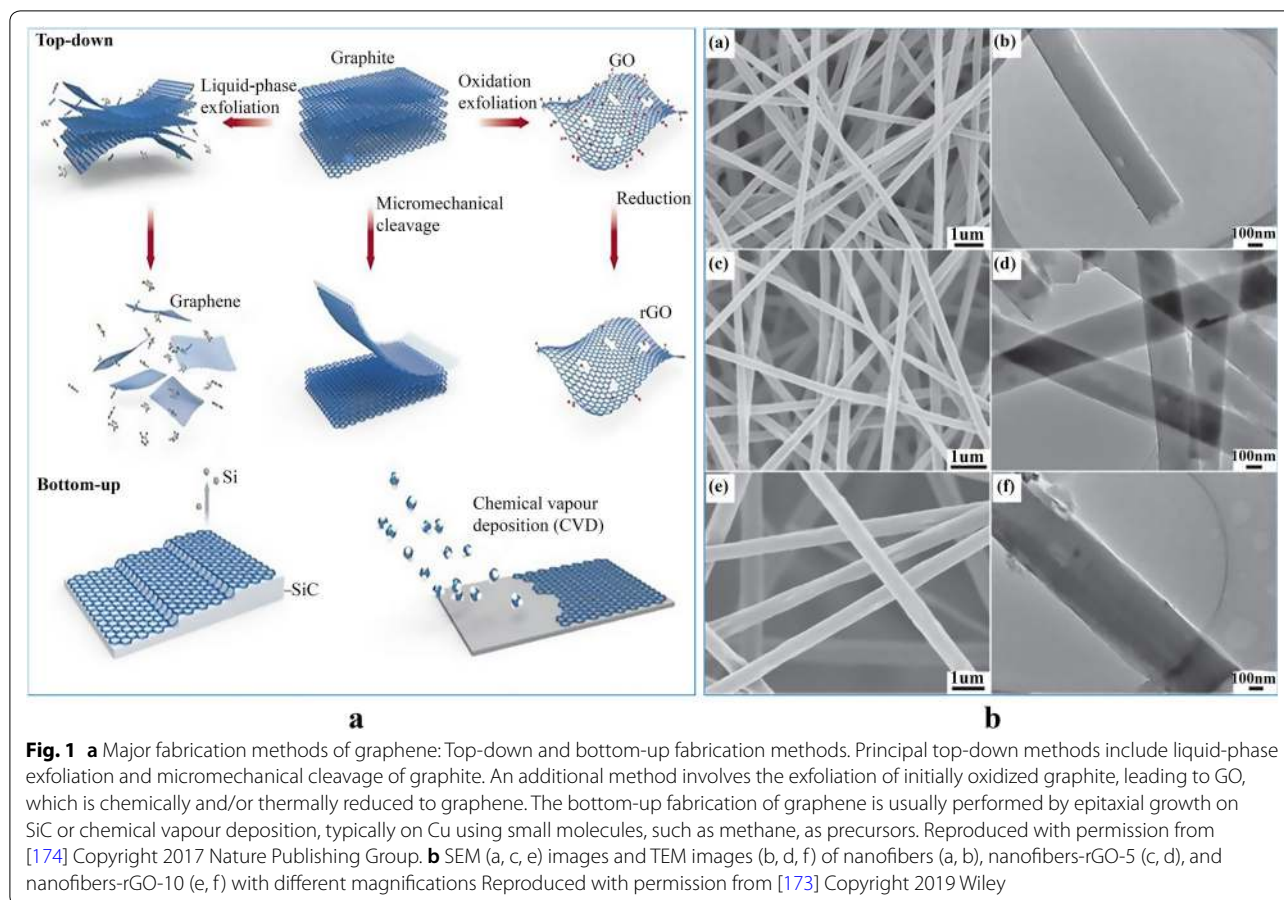 Top-down
Graphite
GO
Liquid-phase
exfoliation
Oxidation
exfoliation
Micromechanical
cleavage
Reduction
Graphene
rGO
Bottom-up
Si
Chemical vapour
deposition (CVD)
SiC
a
(a)
1um
(b)
100nm
(c)
1um
(d)
100nm
(e)
1um
(f)
100nm
b
Fig. 1 a Major fabrication methods of graphene: Top-down and bottom-up fabrication methods. Principal top-down methods include liquid-phase
exfoliation and micromechanical cleavage of graphite. An additional method involves the exfoliation of initially oxidized graphite, leading to GO,
which is chemically and/or thermally reduced to graphene. The bottom-up fabrication of graphene is usually performed by epitaxial growth on
SiC or chemical vapour deposition, typically on Cu using small molecules, such as methane, as precursors. Reproduced with permission from
[174] Copyright 2017 Nature Publishing Group. b SEM (a, c, e) images and TEM images (b, d, f) of nanofibers (a, b), nanofibers-rGO-5 (c, d), and
nanofibers-rGO-10 (e, f) with different magnifications Reproduced with permission from [173] Copyright 2019 Wiley